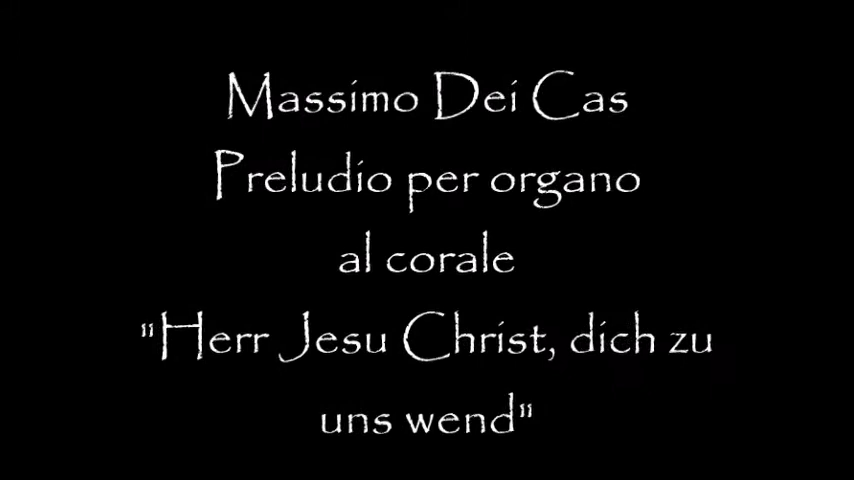 Massimo Dei Cas
Preludio per organo
al corale
"Herr Jesu Christ, dich zu
uns wend"